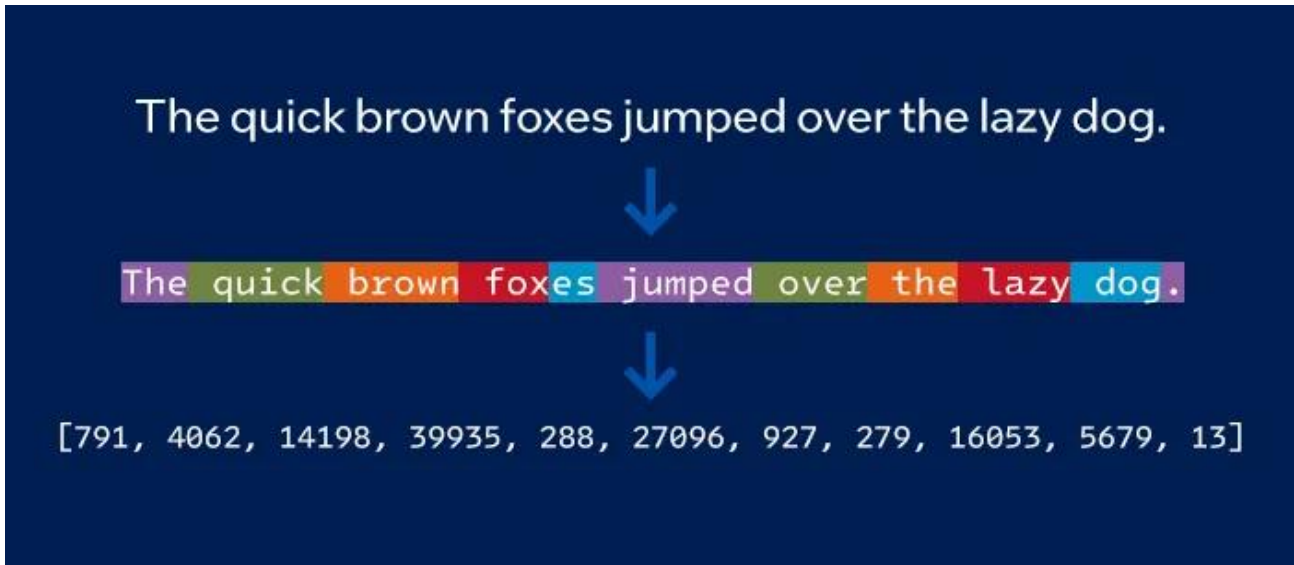 The quick brown foxes jumped over the lazy dog.
The quick brown foxes jumped over the lazy dog.
[791, 4062, 14198, 39935, 288, 27096, 927, 279, 16053, 5679, 13]